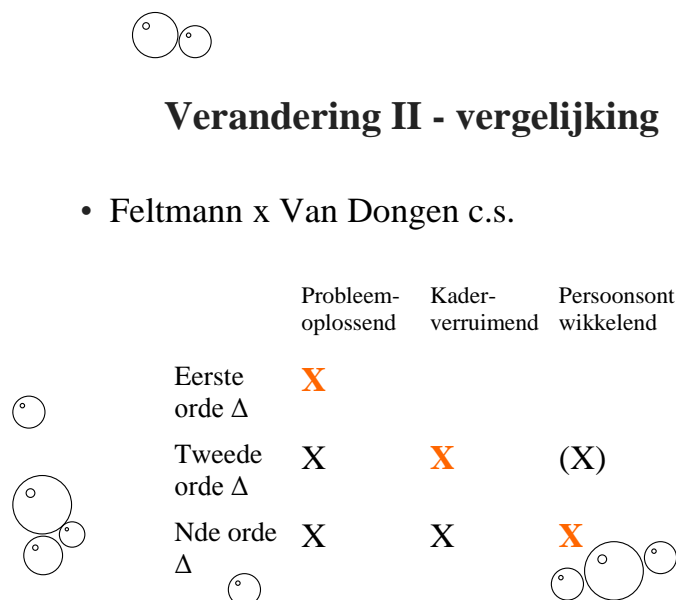 Verandering II - vergelijking
• Feltmann x Van Dongen c.s.
Probleem- Kader- Persoonsont
oplossend verruimend wikkelend
Eerste X
orde Δ
Tweede X X (X)
orde Δ
Nde orde X X X
Δ